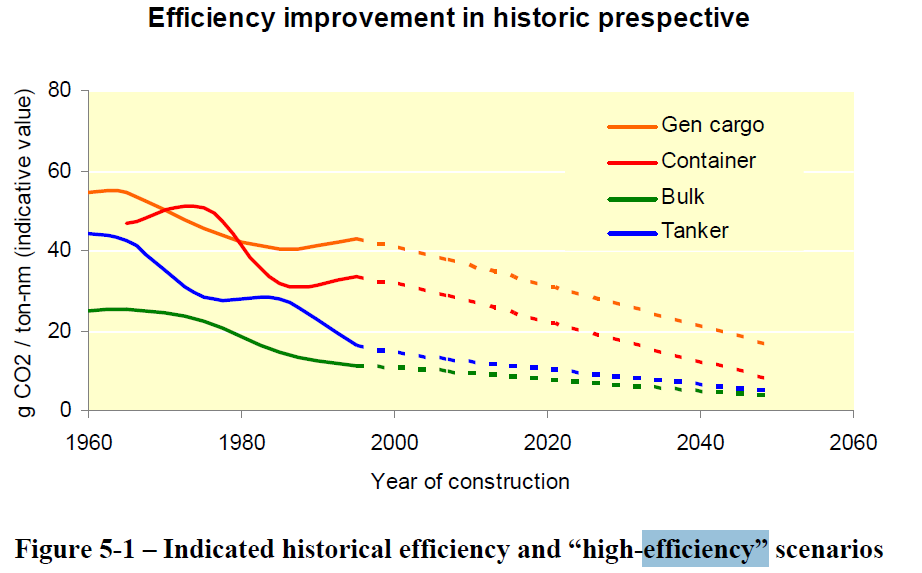 Efficiency improvement in historic prespective
g CO2 / ton-nm (indicative value)
80
60
40
20
0
Gen cargo
Container
Bulk
Tanker
1960 1980 2000 2020 2040 2060
Year of construction
Figure 5-1 – Indicated historical efficiency and “high-efficiency” scenarios